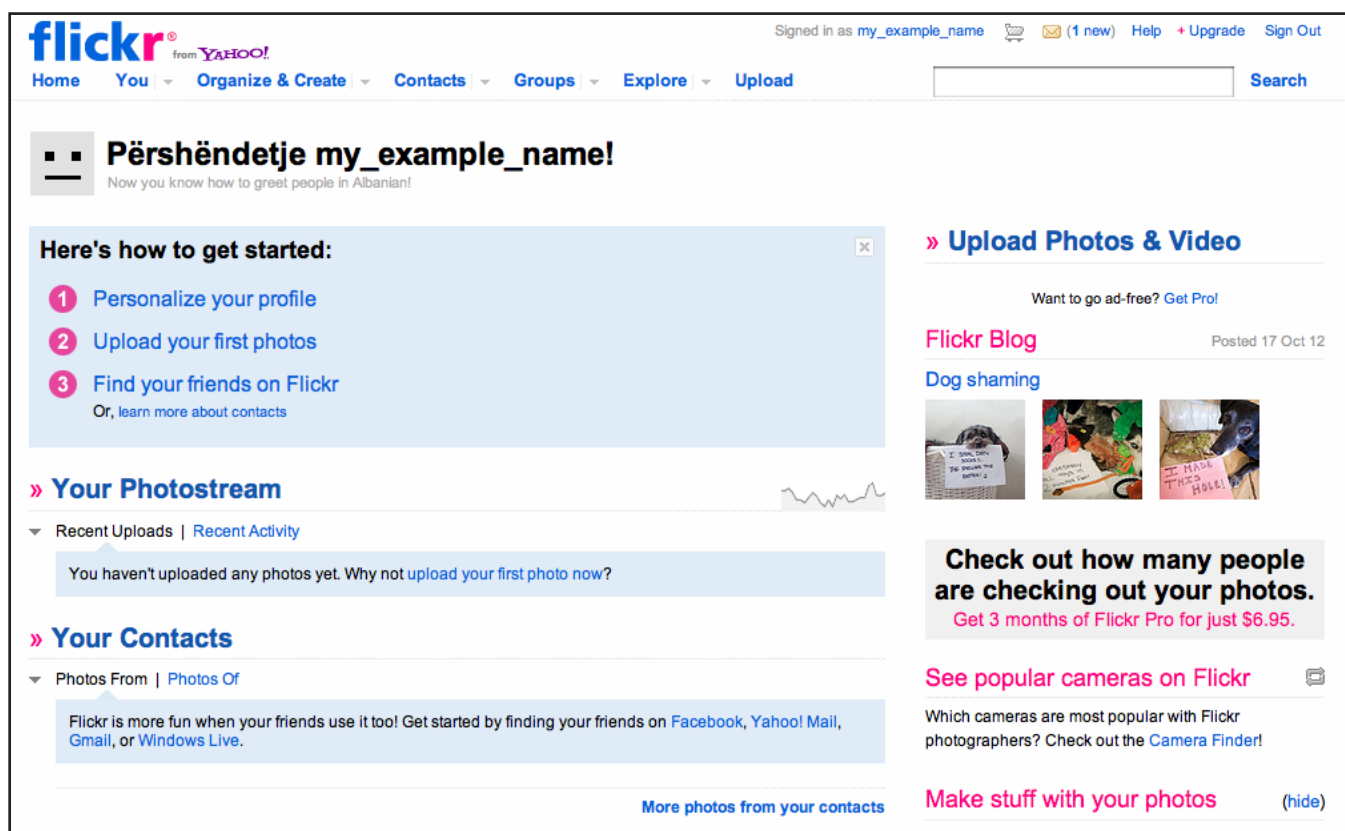 flickr® from YAHOO!
Signed in as my_example_name (1 new) Help + Upgrade Sign Out
Home You Organize & Create Contacts Groups Explore Upload Search
Përshëndetje my_example_name!
Now you know how to greet people in Albanian!
Here's how to get started:
1 Personalize your profile
2 Upload your first photos
3 Find your friends on Flickr
Or, learn more about contacts
» Your Photostream
Recent Uploads | Recent Activity
You haven't uploaded any photos yet. Why not upload your first photo now?
» Your Contacts
Photos From | Photos Of
Flickr is more fun when your friends use it too! Get started by finding your friends on Facebook, Yahoo! Mail,
Gmail, or Windows Live.
More photos from your contacts
» Upload Photos & Video
Want to go ad-free? Get Pro!
Flickr Blog Posted 17 Oct 12
Dog shaming
I STEAL DIRTY
SOCKS
I MADE
THIS
HOLE!
Check out how many people
are checking out your photos.
Get 3 months of Flickr Pro for just $6.95.
See popular cameras on Flickr
Which cameras are most popular with Flickr
photographers? Check out the Camera Finder!
Make stuff with your photos (hide)